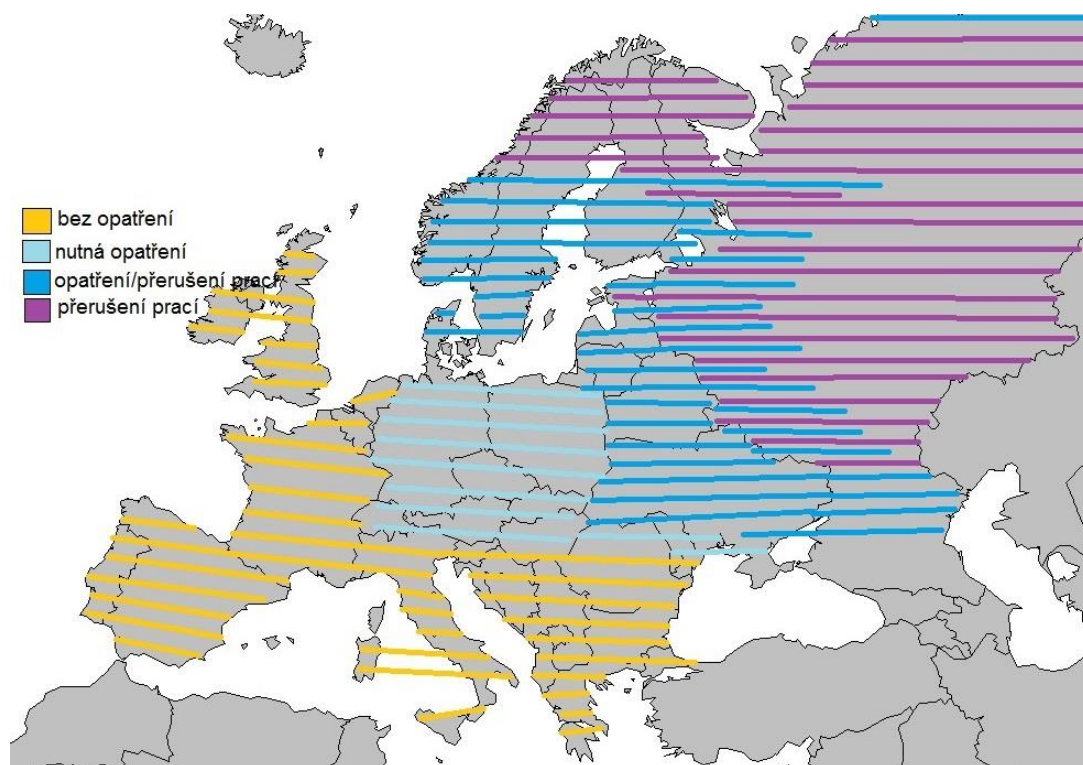 bez opatření
nutná opatření
opatření/přerušení prací
přerušení prací